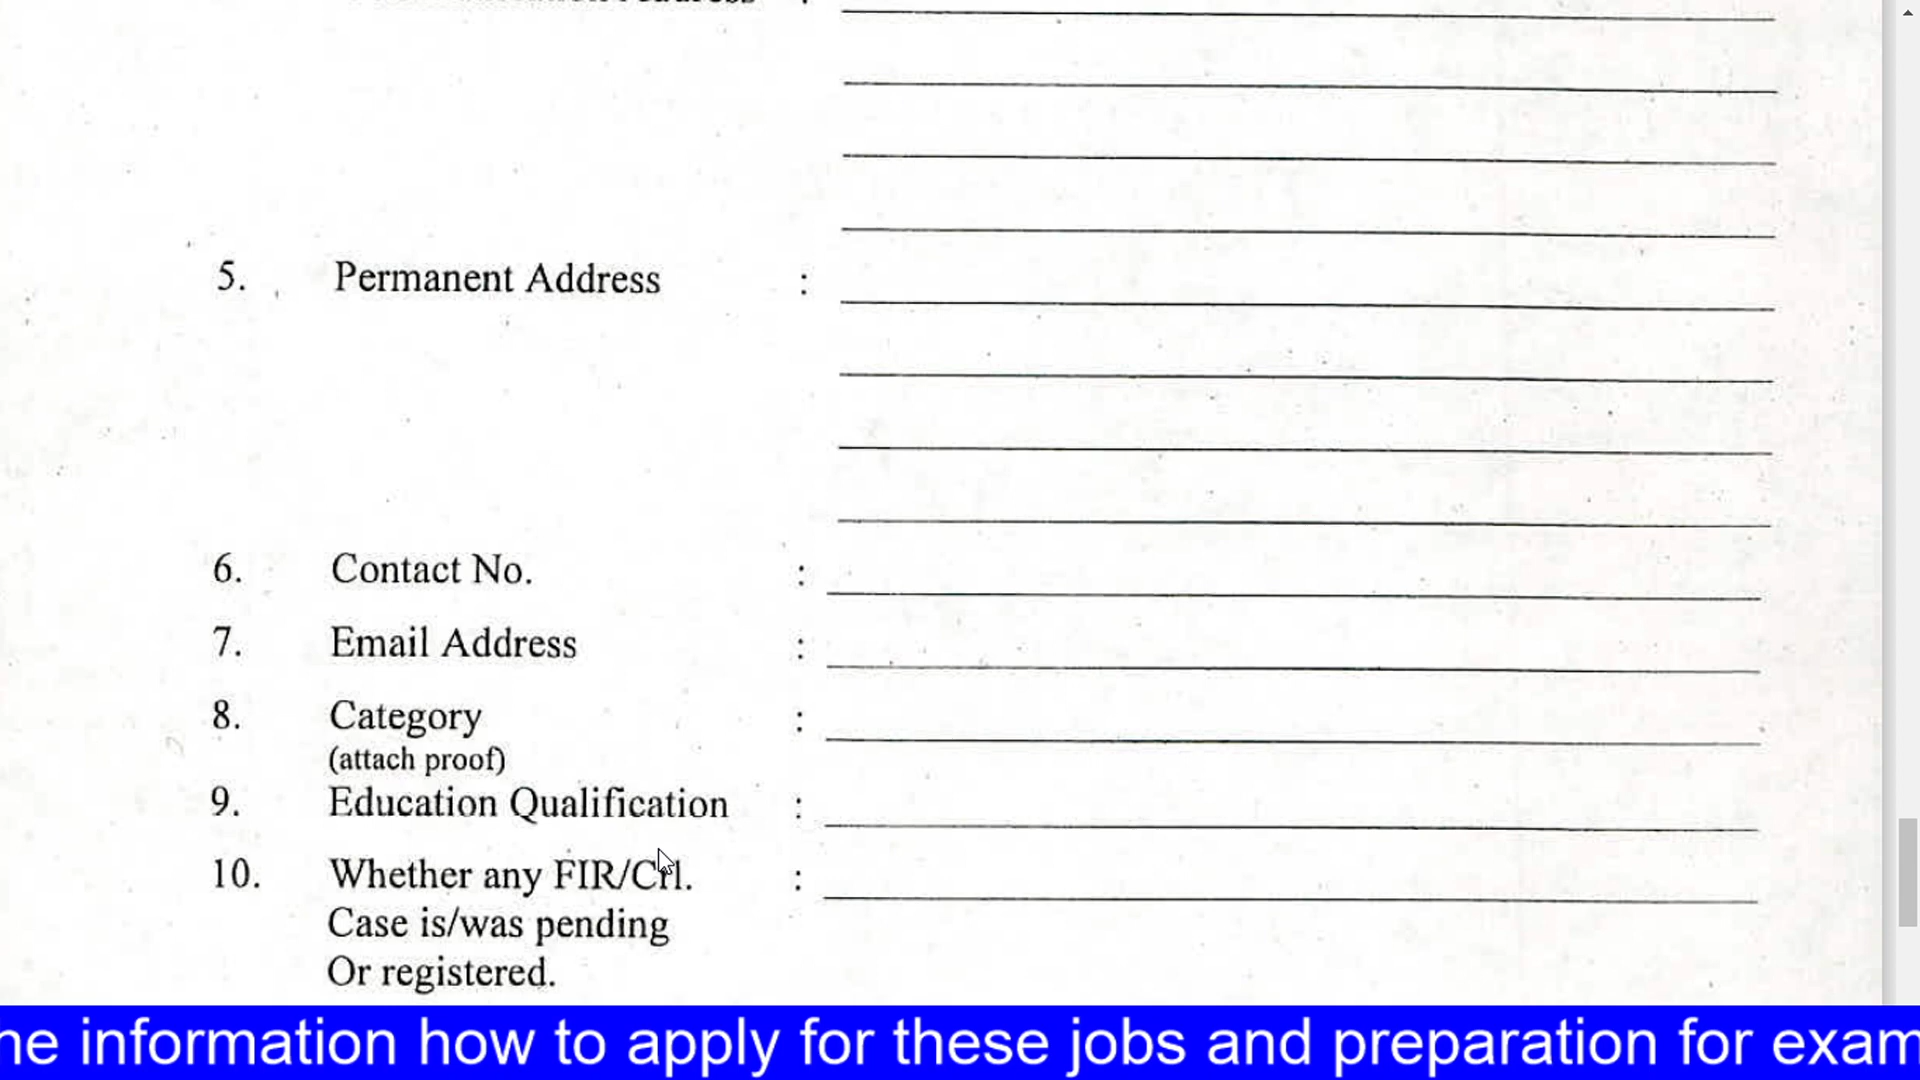 5. Permanent Address :
6. Contact No. :
7. Email Address :
8. Category :
(attach proof)
9. Education Qualification :
10. Whether any FIR/Crl. :
Case is/was pending
Or registered.
he information how to apply for these jobs and preparation for exam